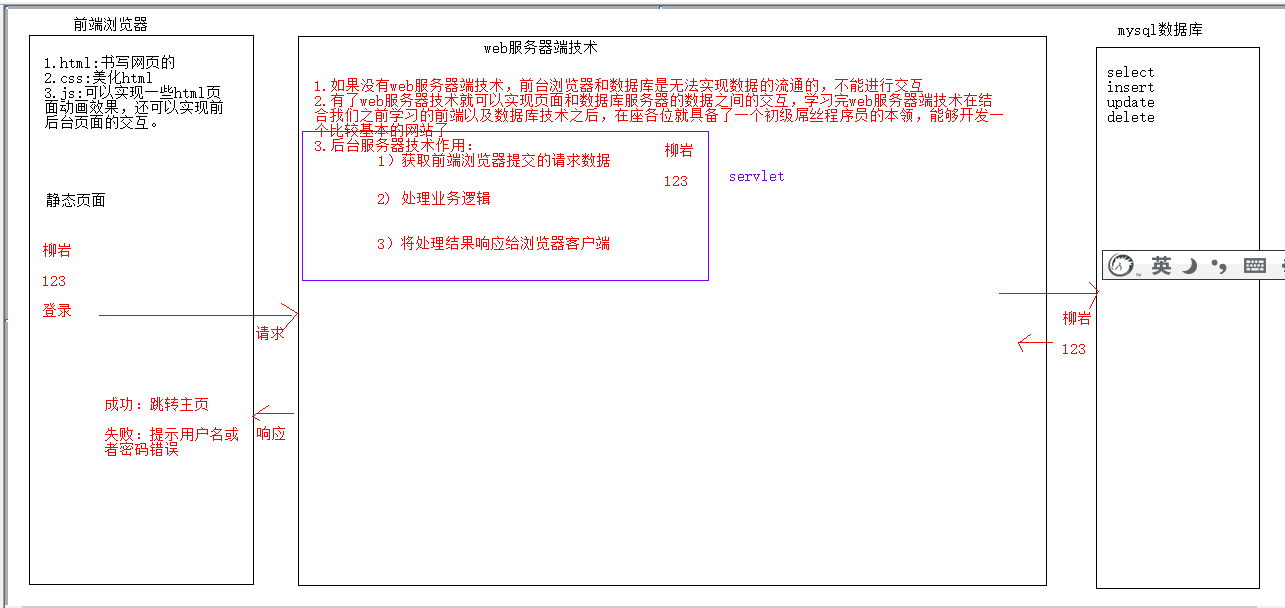 前端浏览器
1.html:书写网页的
2.css:美化html
3.js:可以实现一些html页
面动画效果，还可以实现前
后台页面的交互。
静态页面
柳岩
123
登录
请求
成功：跳转主页
失败：提示用户名或
者密码错误
响应
web服务器端技术
1.如果没有web服务器端技术，前台浏览器和数据库是无法实现数据的流通的，不能进行交互
2.有了web服务器技术就可以实现页面和数据库服务器的数据之间的交互，学习完web服务器端技术在结
合我们之前学习的前端以及数据库技术之后，在座各位就具备了一个初级屌丝程序员的本领，能够开发一
个比较基本的网站了
3.后台服务器技术作用：
1）获取前端浏览器提交的请求数据
2） 处理业务逻辑
3）将处理结果响应给浏览器客户端
柳岩
123
servlet
mysql数据库
select
insert
update
delete
英
柳岩
123